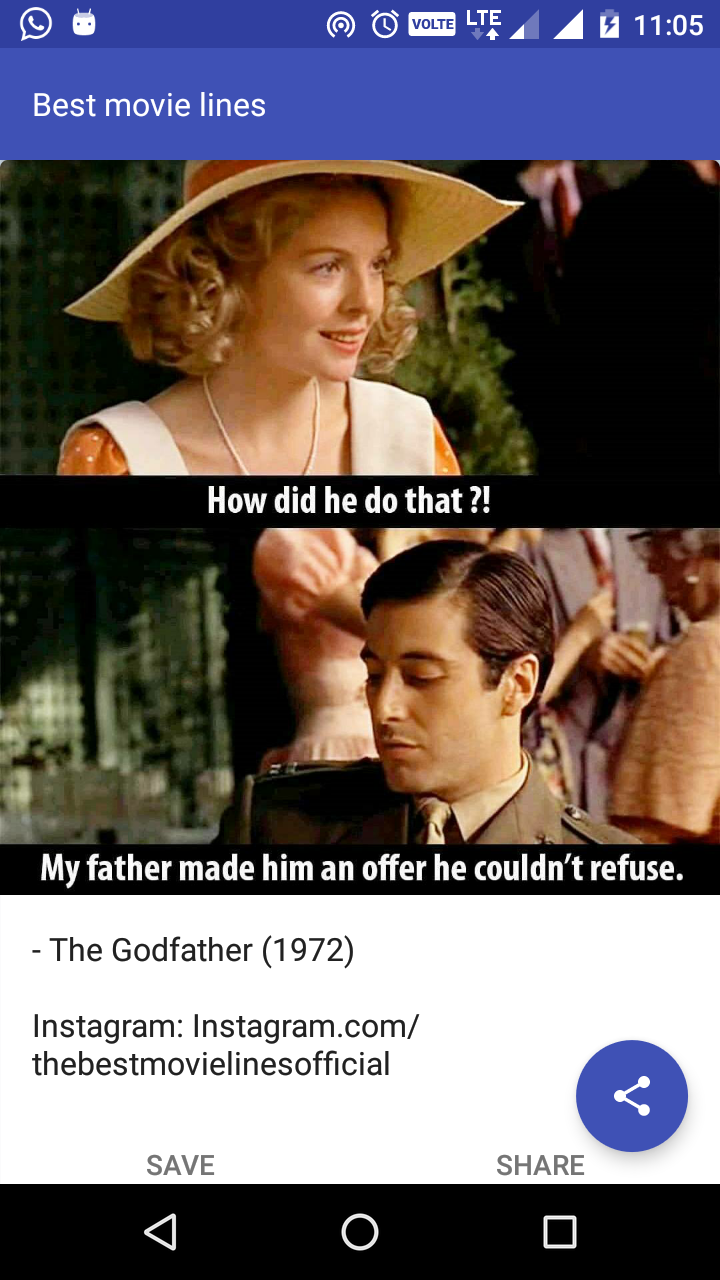 VOLTE LTE 11:05
Best movie lines
How did he do that ?!
My father made him an offer he couldn't refuse.
- The Godfather (1972)
Instagram: Instagram.com/
thebestmovielinesofficial
SAVE SHARE